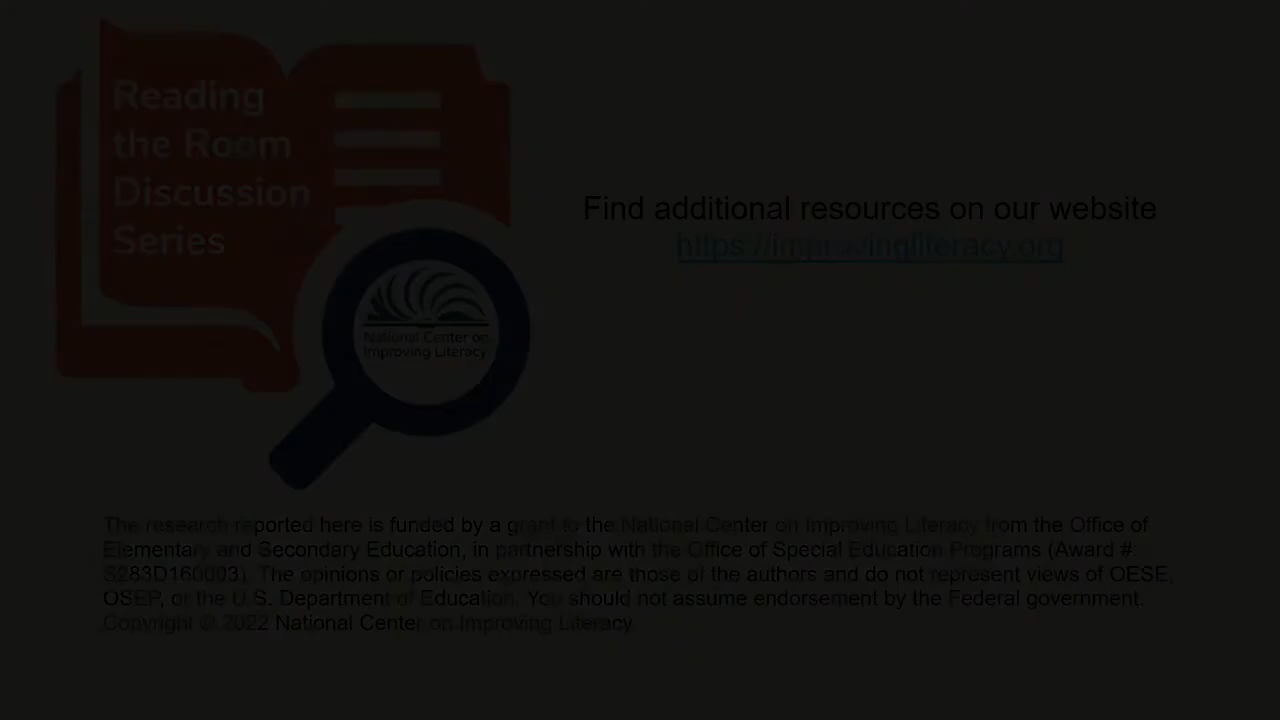 Reading
the Room
Discussion
Series
Find additional resources on our website
https://improvingliteracy.org
National Center on
Improving Literacy
The research reported here is funded by a grant to the National Center on Improving Literacy from the Office of
Elementary and Secondary Education, in partnership with the Office of Special Education Programs (Award #:
S283D160003). The opinions or policies expressed are those of the authors and do not represent views of OESE,
OSEP, or the U.S. Department of Education. You should not assume endorsement by the Federal government.
Copyright © 2022 National Center on Improving Literacy